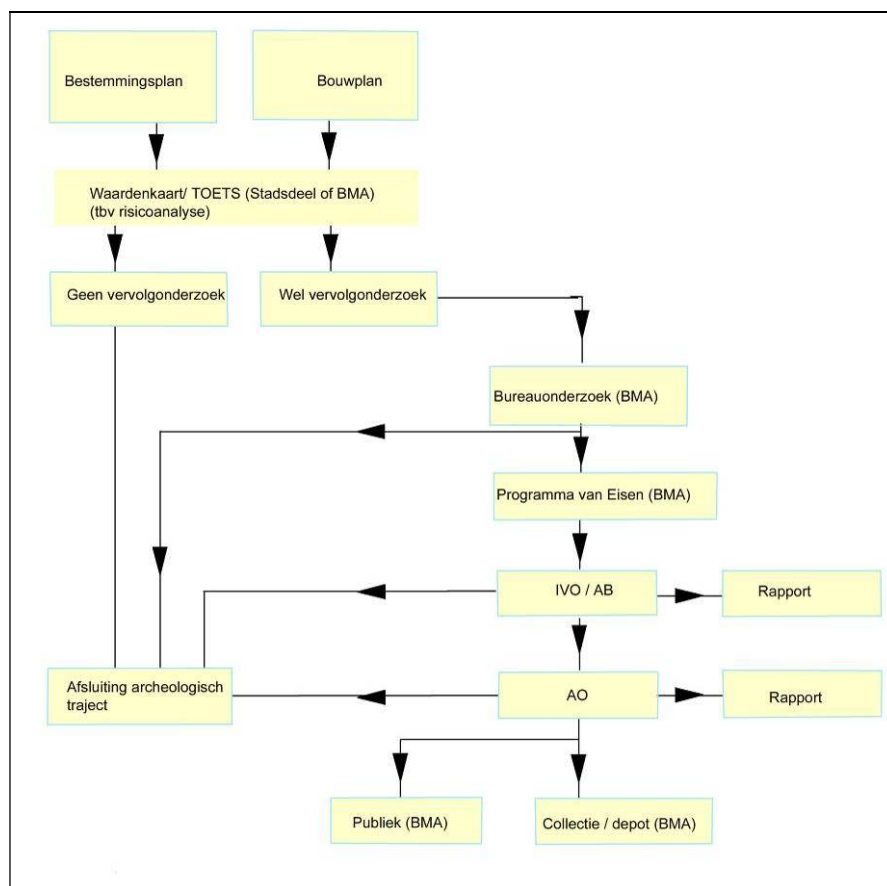 Bestemmingsplan
Bouwplan
Waardenkaart/ TOETS (Stadsdeel of BMA)
(tbv risicoanalyse)
Geen vervolgonderzoek
Wel vervolgonderzoek
Bureauonderzoek (BMA)
Programma van Eisen (BMA)
IVO / AB
Rapport
Afsluiting archeologisch
traject
AO
Rapport
Publiek (BMA)
Collectie / depot (BMA)